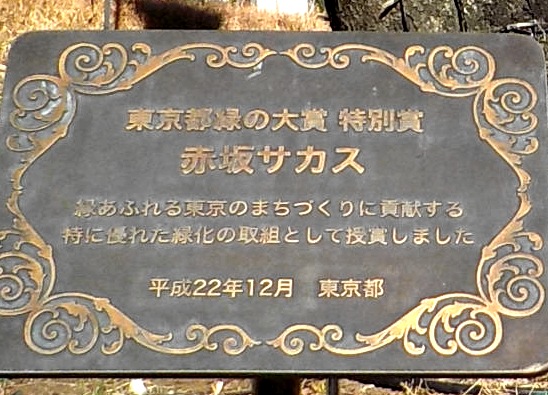 東京都緑の大賞 特別賞
赤坂サカス
緑あふれる東京のまちづくりに貢献する
特に優れた緑化の取組として授賞しました
平成22年12月 東京都